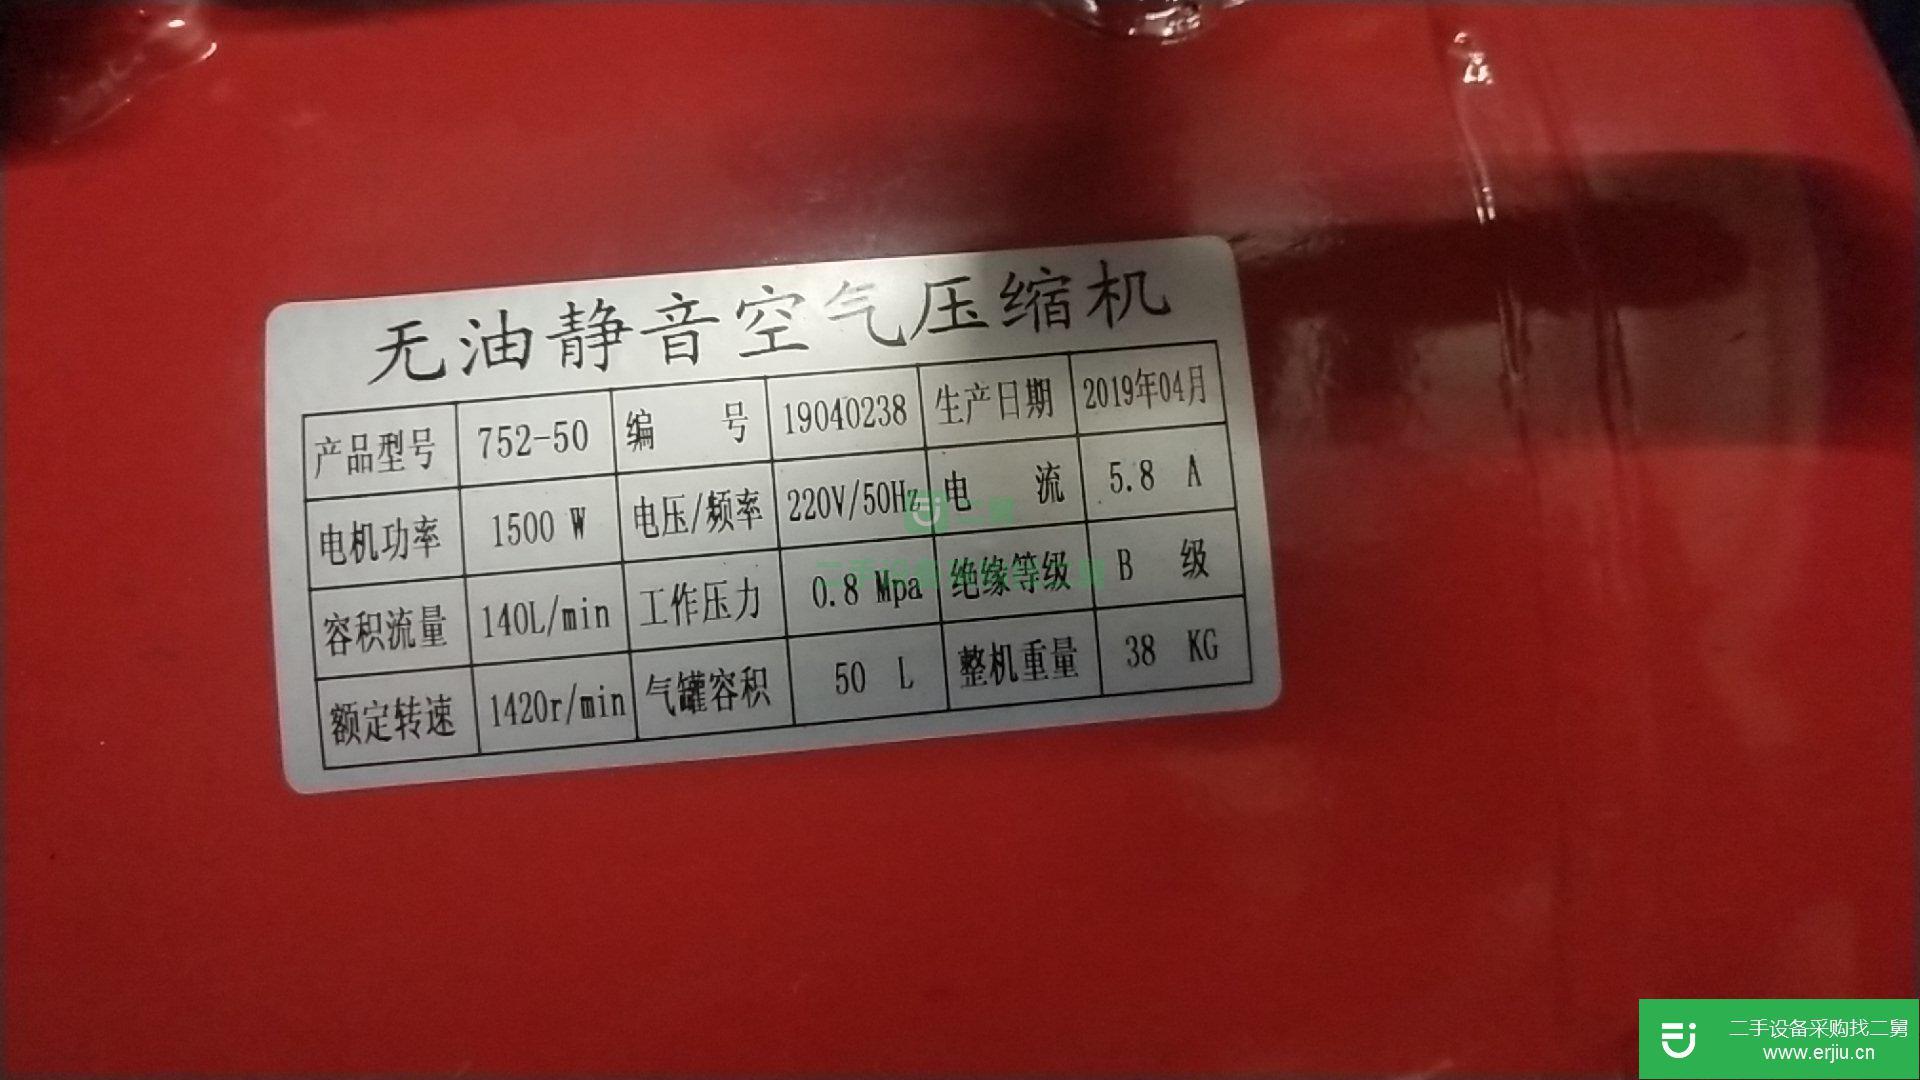 无油静音空气压缩机
产品型号 752-50 编 号 19040238 生产日期 2019年04月
电机功率 1500 W 电压/频率 220V/50Hz 电 流 5.8 A
容积流量 140L/min 工作压力 0.8 Mpa 绝缘等级 B 级
额定转速 1420r/min 气罐容积 50 L 整机重量 38 KG
二手设备采购找二舅
www.erjiu.cn